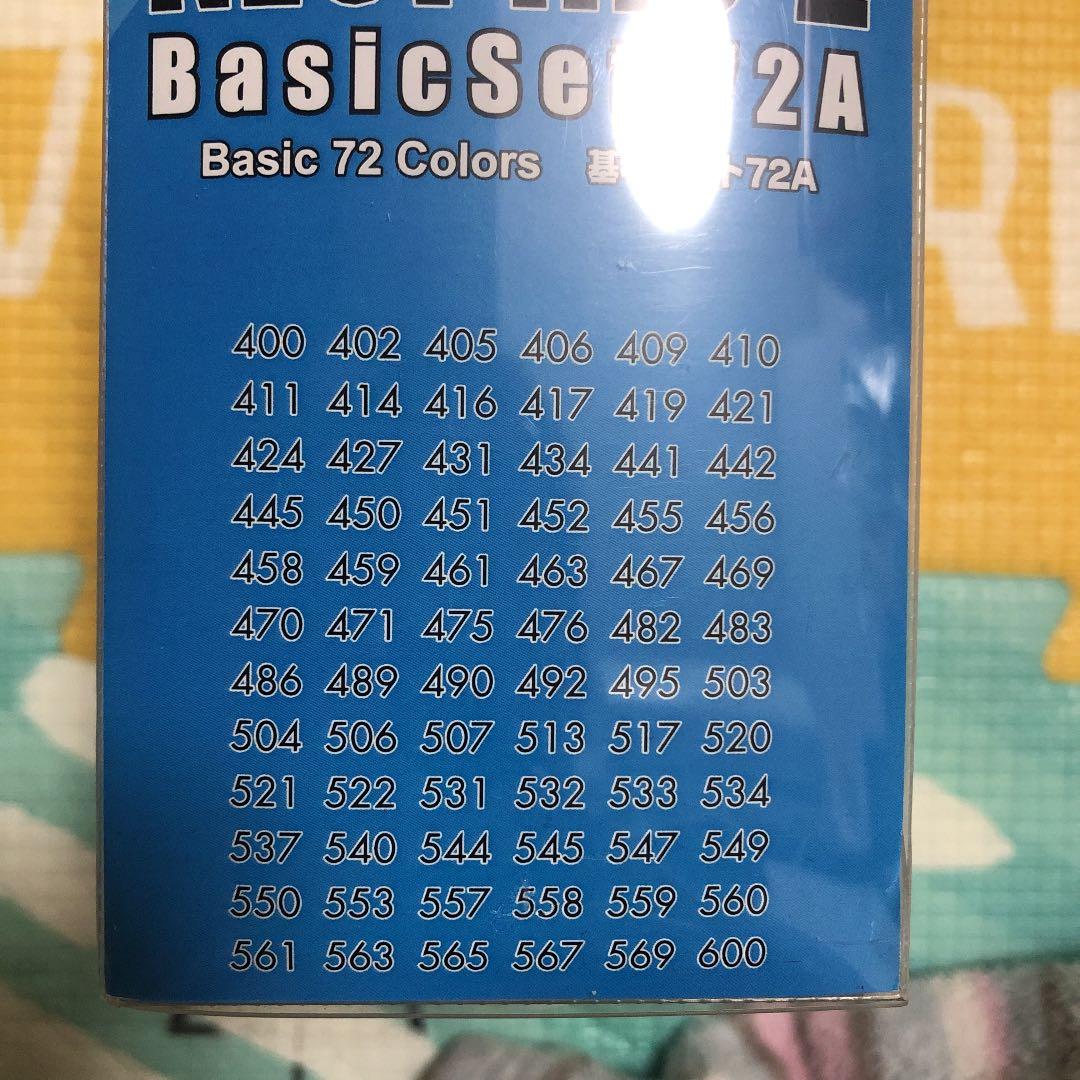 BasicSe 2A
Basic 72 Colors 基 ト72A
400 402 405 406 409 410
411 414 416 417 419 421
424 427 431 434 441 442
445 450 451 452 455 456
458 459 461 463 467 469
470 471 475 476 482 483
486 489 490 492 495 503
504 506 507 513 517 520
521 522 531 532 533 534
537 540 544 545 547 549
550 553 557 558 559 560
561 563 565 567 569 600